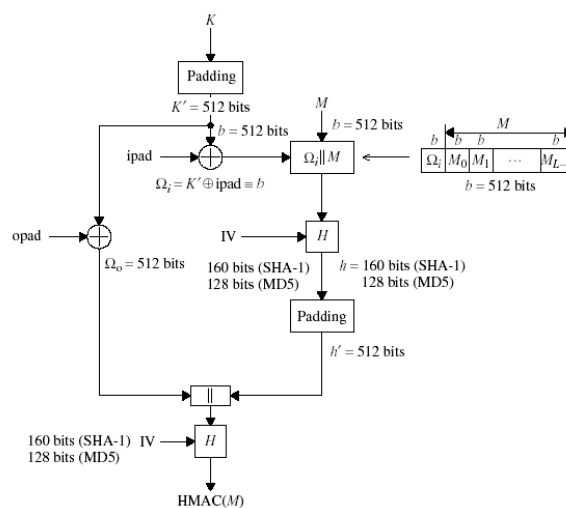 K
Padding
K′ = 512 bits
M
b = 512 bits
b = 512 bits
ipad
Ωi || M
Ωi = K′ ⊕ ipad ≡ b
M
b b b b
Ωi M0 M1 ··· ML–
b = 512 bits
opad
IV
H
Ωo = 512 bits
160 bits (SHA-1)
128 bits (MD5)
h = 160 bits (SHA-1)
128 bits (MD5)
Padding
h′ = 512 bits
||
160 bits (SHA-1)
128 bits (MD5)
IV
H
HMAC(M)